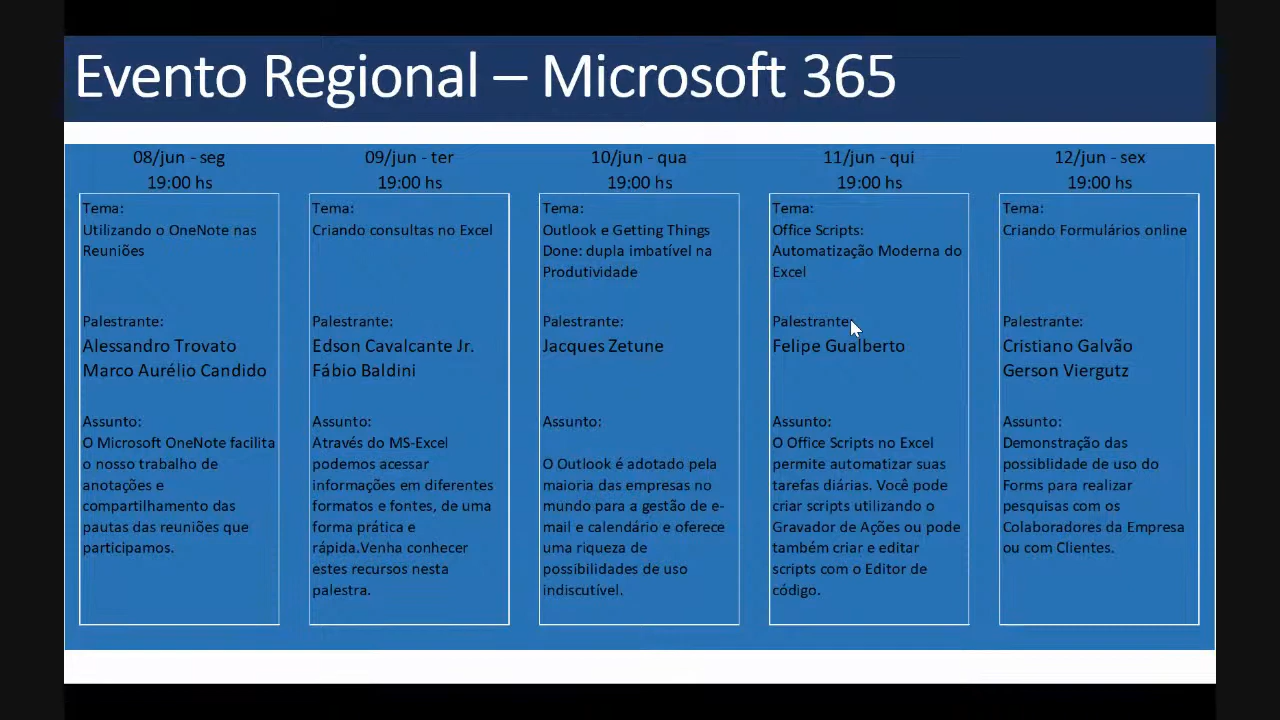 Evento Regional – Microsoft 365
08/jun - seg
19:00 hs
Tema:
Utilizando o OneNote nas
Reuniões
Palestrante:
Alessandro Trovato
Marco Aurélio Candido
Assunto:
O Microsoft OneNote facilita
o nosso trabalho de
anotações e
compartilhamento das
pautas das reuniões que
participamos.
09/jun - ter
19:00 hs
Tema:
Criando consultas no Excel
Palestrante:
Edson Cavalcante Jr.
Fábio Baldini
Assunto:
Através do MS-Excel
podemos acessar
informações em diferentes
formatos e fontes, de uma
forma prática e
rápida.Venha conhecer
estes recursos nesta
palestra.
10/jun - qua
19:00 hs
Tema:
Outlook e Getting Things
Done: dupla imbatível na
Produtividade
Palestrante:
Jacques Zetune
Assunto:
O Outlook é adotado pela
maioria das empresas no
mundo para a gestão de e-
mail e calendário e oferece
uma riqueza de
possibilidades de uso
indiscutível.
11/jun - qui
19:00 hs
Tema:
Office Scripts:
Automatização Moderna do
Excel
Palestrante:
Felipe Gualberto
Assunto:
O Office Scripts no Excel
permite automatizar suas
tarefas diárias. Você pode
criar scripts utilizando o
Gravador de Ações ou pode
também criar e editar
scripts com o Editor de
código.
12/jun - sex
19:00 hs
Tema:
Criando Formulários online
Palestrante:
Cristiano Galvão
Gerson Viergutz
Assunto:
Demonstração das
possiblidade de uso do
Forms para realizar
pesquisas com os
Colaboradores da Empresa
ou com Clientes.